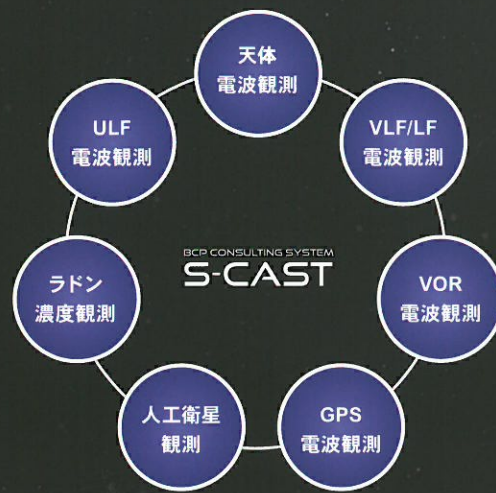 天体
電波観測
VLF/LF
電波観測
VOR
電波観測
GPS
電波観測
人工衛星
観測
ラドン
濃度観測
ULF
電波観測
BCP CONSULTING SYSTEM
S-CAST